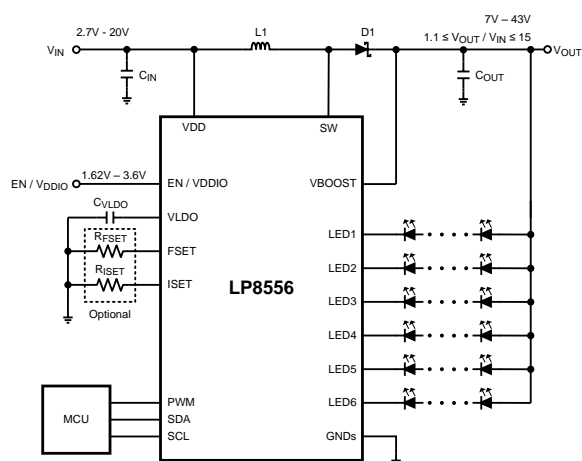 2.7V - 20V
L1
D1
7V – 43V
1.1 ≤ VOUT / VIN ≤ 15
VIN
VOUT
CIN
COUT
VDD
SW
EN / VDDIO
1.62V – 3.6V
EN / VDDIO
VBOOST
CVLDO
VLDO
RFSET
FSET
RISET
ISET
Optional
LP8556
LED1
LED2
LED3
LED4
LED5
LED6
MCU
PWM
SDA
SCL
GNDs